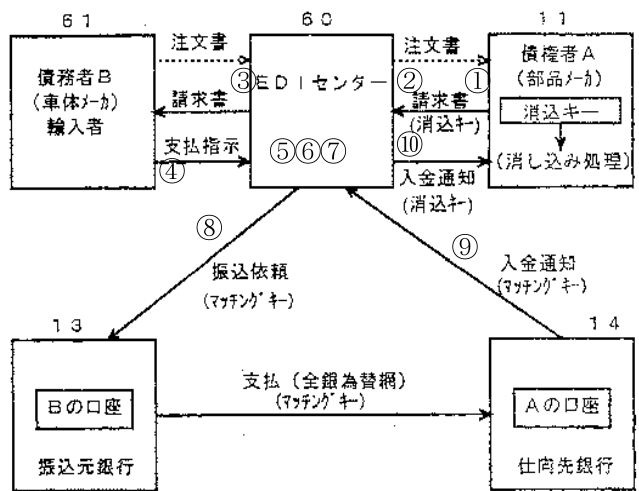 61
60
11
債務者B
(車体メーカ)
輸入者
注文書
③
請求書
支払指示
④
EDIセンター
⑤⑥⑦
注文書
②
①
請求書
(消込キー)
⑩
入金通知
(消込キー)
債権者A
(部品メーカ)
消込キー
(消し込み処理)
⑧
振込依頼
(マッチングキー)
⑨
入金通知
(マッチングキー)
13
14
Bの口座
振込元銀行
支払(全銀為替網)
(マッチングキー)
Aの口座
仕向先銀行